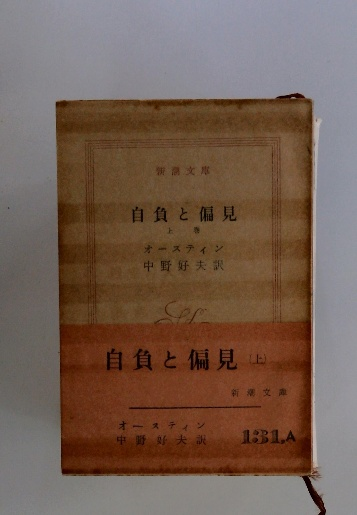 新潮文庫
自負と偏見
上巻
オースティン
中野好夫訳
自負と偏見(上)
新潮文庫
オースティン
中野好夫訳
131.A